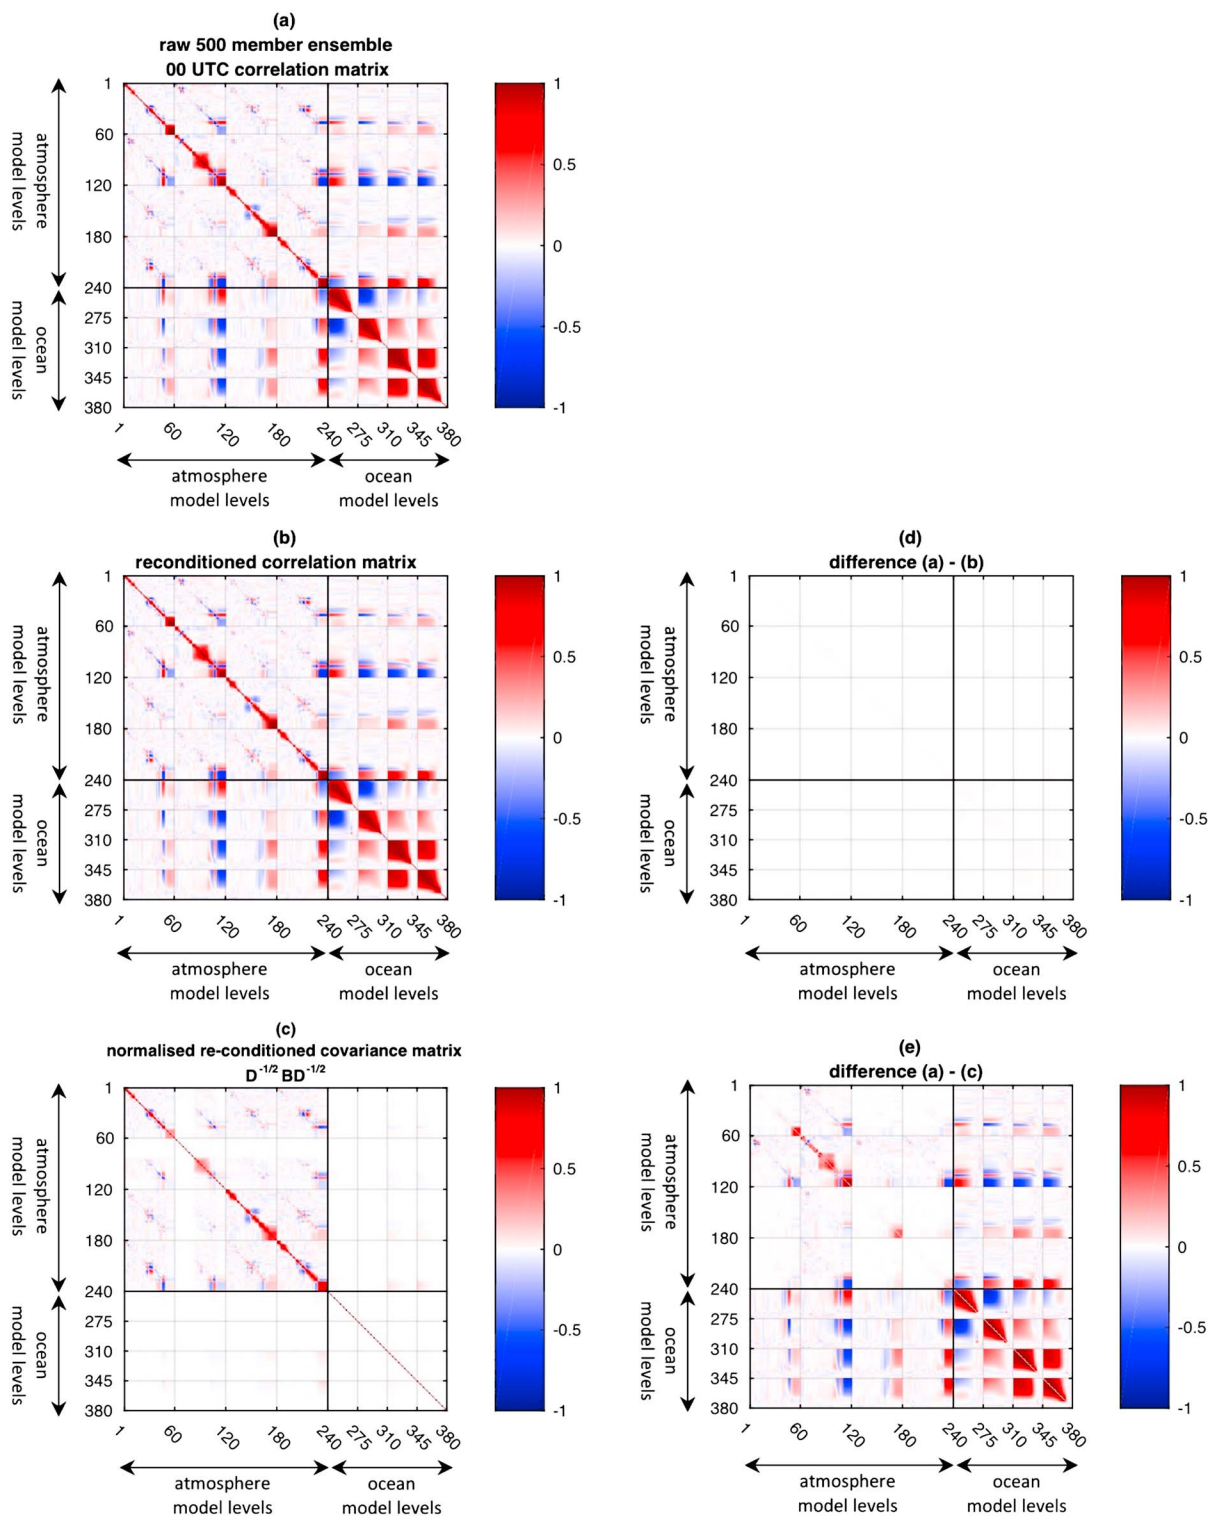 (a)
raw 500 member ensemble
00 UTC correlation matrix
1
60
120
180
240
275
310
345
380
atmosphere
model levels
ocean
model levels
1
60
120
180
240
275
310
345
380
atmosphere
model levels
ocean
model levels
1
0.5
0
-0.5
-1
(b)
reconditioned correlation matrix
1
60
120
180
240
275
310
345
380
atmosphere
model levels
ocean
model levels
1
60
120
180
240
275
310
345
380
atmosphere
model levels
ocean
model levels
1
0.5
0
-0.5
-1
(d)
difference (a) - (b)
1
60
120
180
240
275
310
345
380
atmosphere
model levels
ocean
model levels
1
60
120
180
240
275
310
345
380
atmosphere
model levels
ocean
model levels
1
0.5
0
-0.5
-1
(c)
normalised re-conditioned covariance matrix
D^-1/2 BD^-1/2
1
60
120
180
240
275
310
345
380
atmosphere
model levels
ocean
model levels
1
60
120
180
240
275
310
345
380
atmosphere
model levels
ocean
model levels
1
0.5
0
-0.5
-1
(e)
difference (a) - (c)
1
60
120
180
240
275
310
345
380
atmosphere
model levels
ocean
model levels
1
60
120
180
240
275
310
345
380
atmosphere
model levels
ocean
model levels
1
0.5
0
-0.5
-1